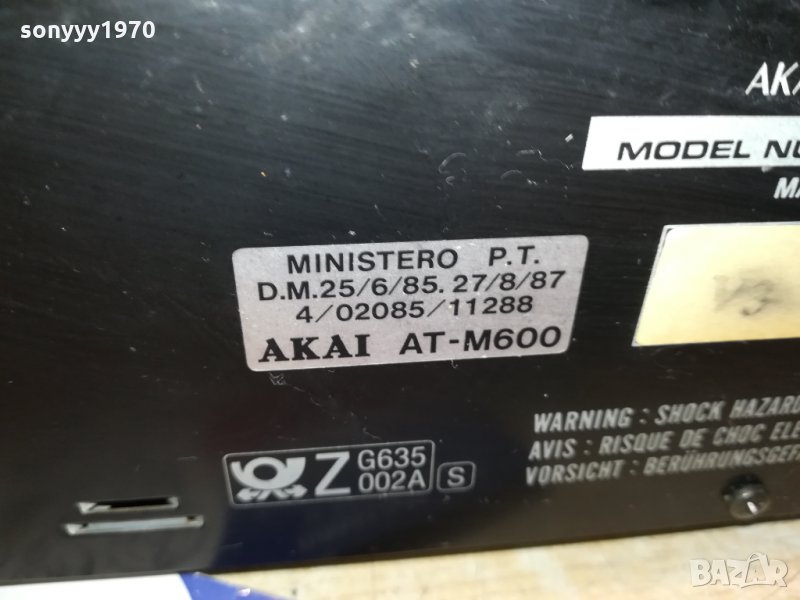 sonyyy1970
AKA
MODEL NU
MA
MINISTERO P.T.
D.M.25/6/85. 27/8/87
4/02085/11288
AKAI AT-M600
V3
WARNING : SHOCK HAZARD
AVIS : RISQUE DE CHOC ELE
VORSICHT : BERÜHRUNGSGEF
Z G635
002A S
BAZAR